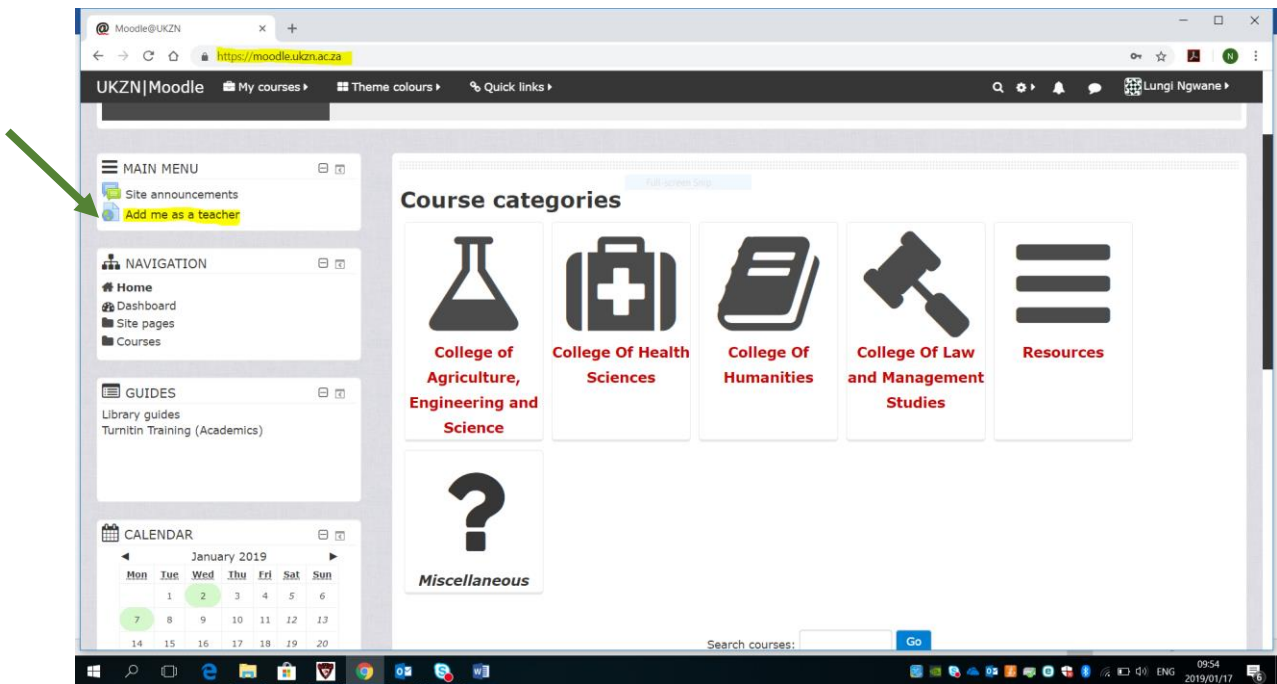 Moodle@UKZN
https://moodle.ukzn.ac.za
N
UKZN|Moodle My courses Theme colours Quick links Lungi Ngwane
MAIN MENU
Site announcements
Add me as a teacher
NAVIGATION
Home
Dashboard
Site pages
Courses
GUIDES
Library guides
Turnitin Training (Academics)
CALENDAR
January 2019
Mon Tue Wed Thu Fri Sat Sun
1 2 3 4 5 6
7 8 9 10 11 12 13
14 15 16 17 18 19 20
Full-screen Snip
Course categories
College of
Agriculture,
Engineering and
Science
College Of Health
Sciences
College Of
Humanities
College Of Law
and Management
Studies
Resources
Miscellaneous
Search courses: Go
ENG 09:54
2019/01/17